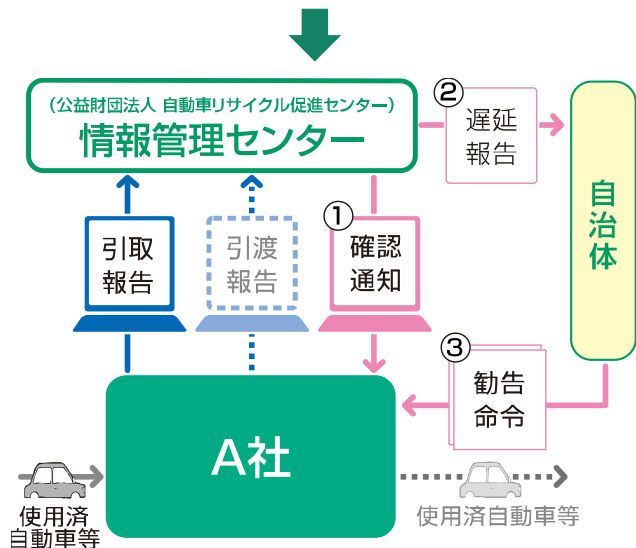 （公益財団法人 自動車リサイクル促進センター）
情報管理センター
②
遅延
報告
自治体
引取
報告
引渡
報告
①
確認
通知
③
勧告
命令
A社
使用済
自動車等
使用済自動車等